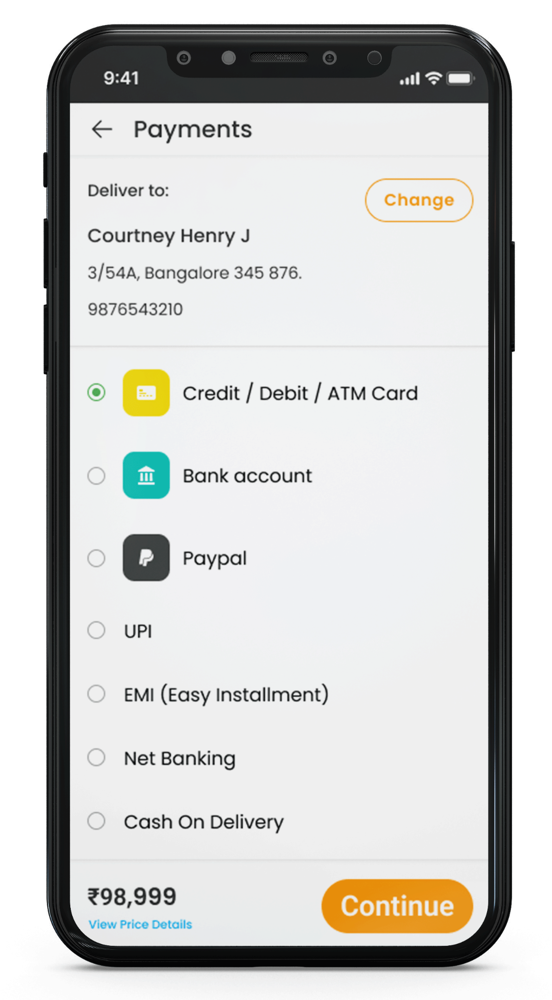 9:41
Payments
Deliver to:
Change
Courtney Henry J
3/54A, Bangalore 345 876.
9876543210
Credit / Debit / ATM Card
Bank account
Paypal
UPI
EMI (Easy Installment)
Net Banking
Cash On Delivery
₹98,999
View Price Details
Continue